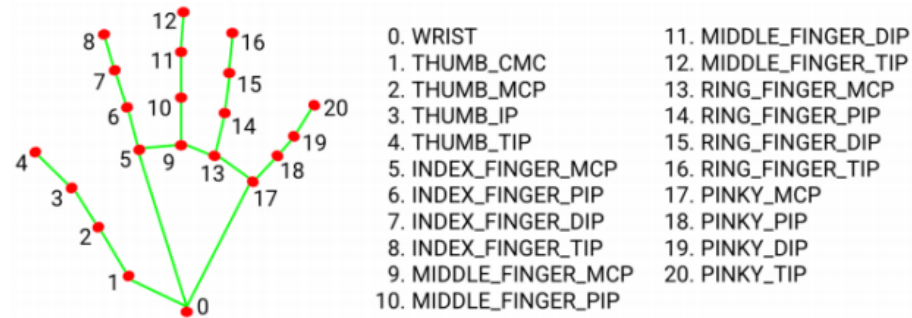 12
8
16
11
7
15
10
6
14
20
19
4
5
9
13
18
3
17
2
1
0
0. WRIST
1. THUMB_CMC
2. THUMB_MCP
3. THUMB_IP
4. THUMB_TIP
5. INDEX_FINGER_MCP
6. INDEX_FINGER_PIP
7. INDEX_FINGER_DIP
8. INDEX_FINGER_TIP
9. MIDDLE_FINGER_MCP
10. MIDDLE_FINGER_PIP
11. MIDDLE_FINGER_DIP
12. MIDDLE_FINGER_TIP
13. RING_FINGER_MCP
14. RING_FINGER_PIP
15. RING_FINGER_DIP
16. RING_FINGER_TIP
17. PINKY_MCP
18. PINKY_PIP
19. PINKY_DIP
20. PINKY_TIP